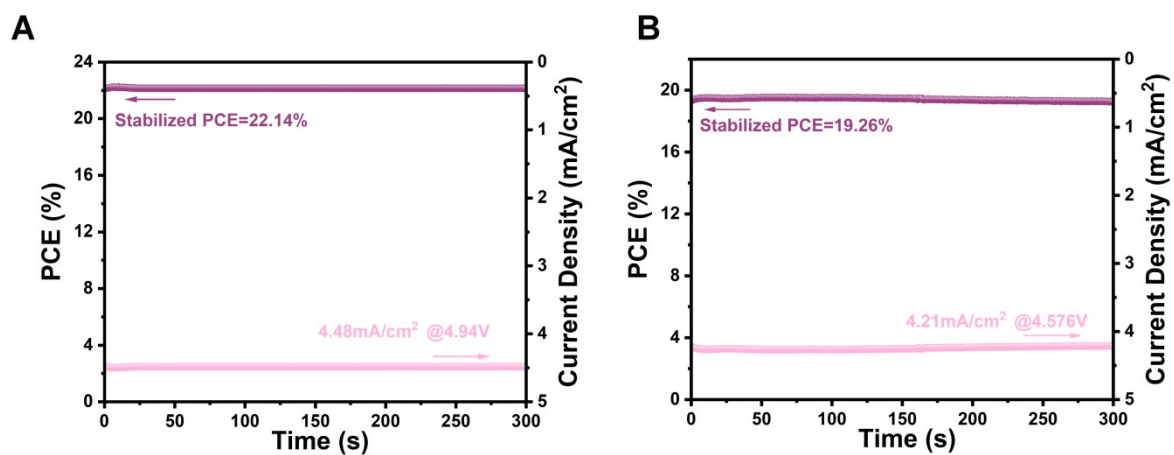 A
PCE (%)
24
20
16
12
8
4
0
Stabilized PCE=22.14%
4.48mA/cm² @4.94V
0
1
2
3
4
5
Current Density (mA/cm²)
0 50 100 150 200 250 300
Time (s)
B
PCE (%)
20
16
12
8
4
0
Stabilized PCE=19.26%
4.21mA/cm² @4.576V
0
1
2
3
4
5
Current Density (mA/cm²)
0 50 100 150 200 250 300
Time (s)